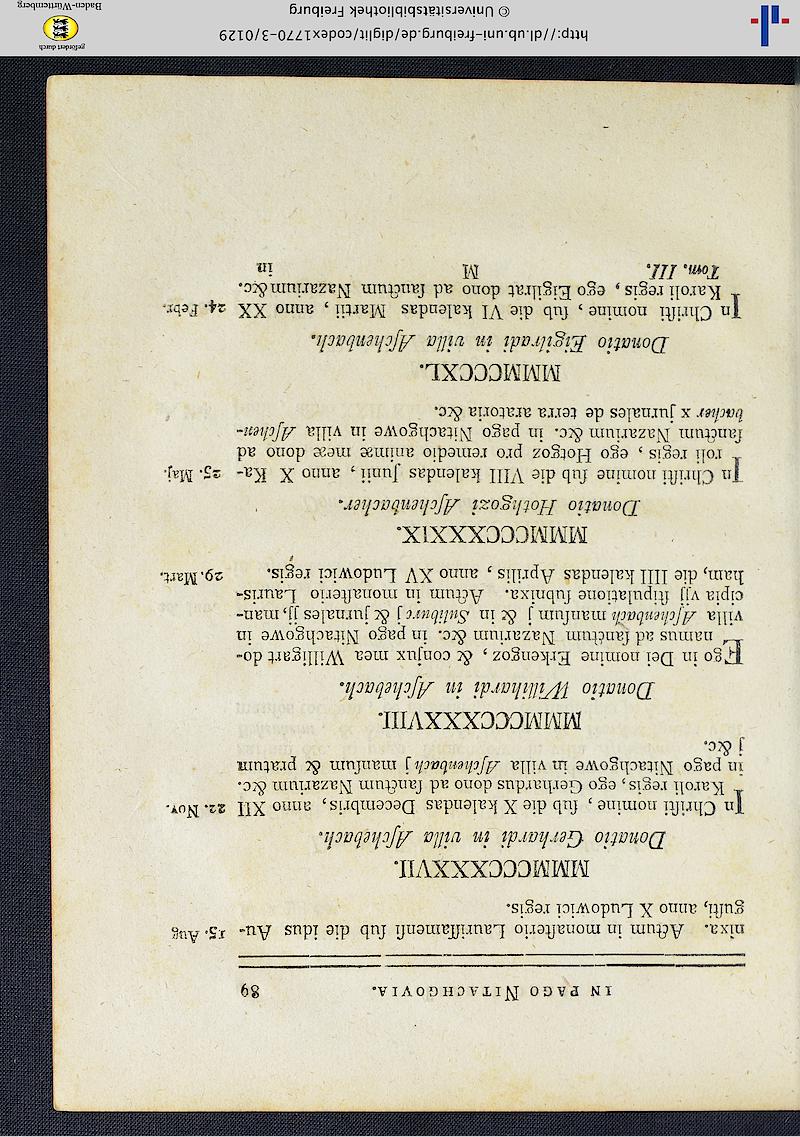 IN PAGO NITACHGOVIA. 89
nixa. Actum in monaſterio Lauriſſamenſi ſub die idus Au- 15. Aug
guſti, anno X Ludowici regis.
MMMCCCXXXVII.
Donatio Gerhardi in villa Aſchebach.
In Chriſti nomine, ſub die X kalendas Decembris, anno XII 22. Nov.
Karoli regis, ego Gerhardus dono ad ſanctum Nazarium &c.
in pago Nitachgowe in villa Aſchenbach j manſum & pratum
j &c.
MMMCCCXXXVIII.
Donatio Willihardi in Aſchebach.
Ego in Dei nomine Erkengoz, & conjux mea Willigart do-
namus ad ſanctum Nazarium &c. in pago Nitachgowe in
villa Aſchenbach manſum j & in Sulibure j & jurnales jj, man-
cipia vjj ſtipulatione ſubnixa. Actum in monaſterio Lauris-
ham, die IIII kalendas Aprilis, anno XV Ludowici regis. 29. Mart.
MMMCCCXXXIX.
Donatio Hothgozi Aſchenbacher.
In Chriſti nomine ſub die VIII kalendas Junii, anno X Ka- 25. Maj.
roli regis, ego Hotgoz pro remedio animæ meæ dono ad
ſanctum Nazarium &c. in pago Nitachgowe in villa Aſchen-
bacher x jurnales de terra aratoria &c.
MMMCCCXL.
Donatio Eigilradi in villa Aſchenbach.
In Chriſti nomine, ſub die VI kalendas Martii, anno XX 24. Febr.
Karoli regis, ego Eigilrat dono ad ſanctum Nazarium &c.
Tom. III. M in
http://dl.ub.uni-freiburg.de/diglit/codex1770-3/0129
© Universitätsbibliothek Freiburg
gefördert durch
Baden-Württemberg